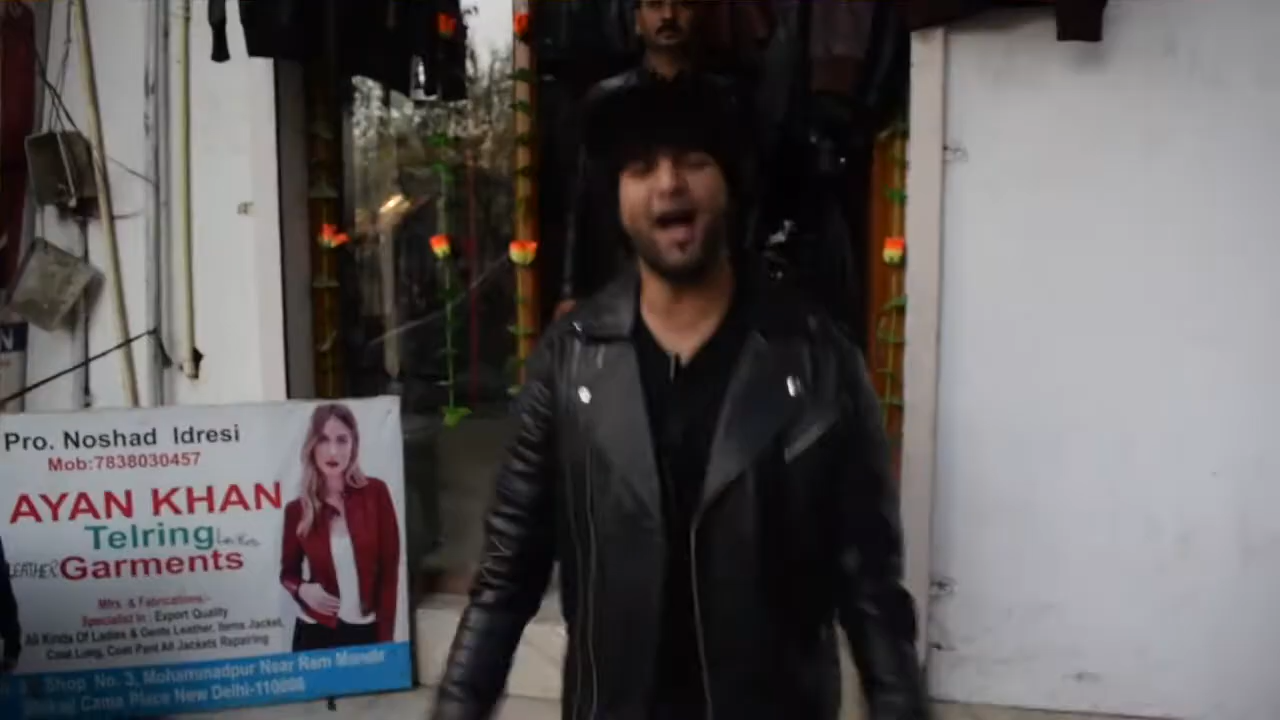 N
Pro. Noshad Idresi
Mob:7838030457
AYAN KHAN
Telring
LEATHER Garments
Mfrs. & Fabrications:-
Specialist in : Export Quality
All Kinds Of Ladies & Gents Leather, Items Jacket,
Coat Long, Coat Pant All Jackets Repairing
Shop No. 3, Mohammadpur Near Ram Mandir
Cama Place New Delhi-110066